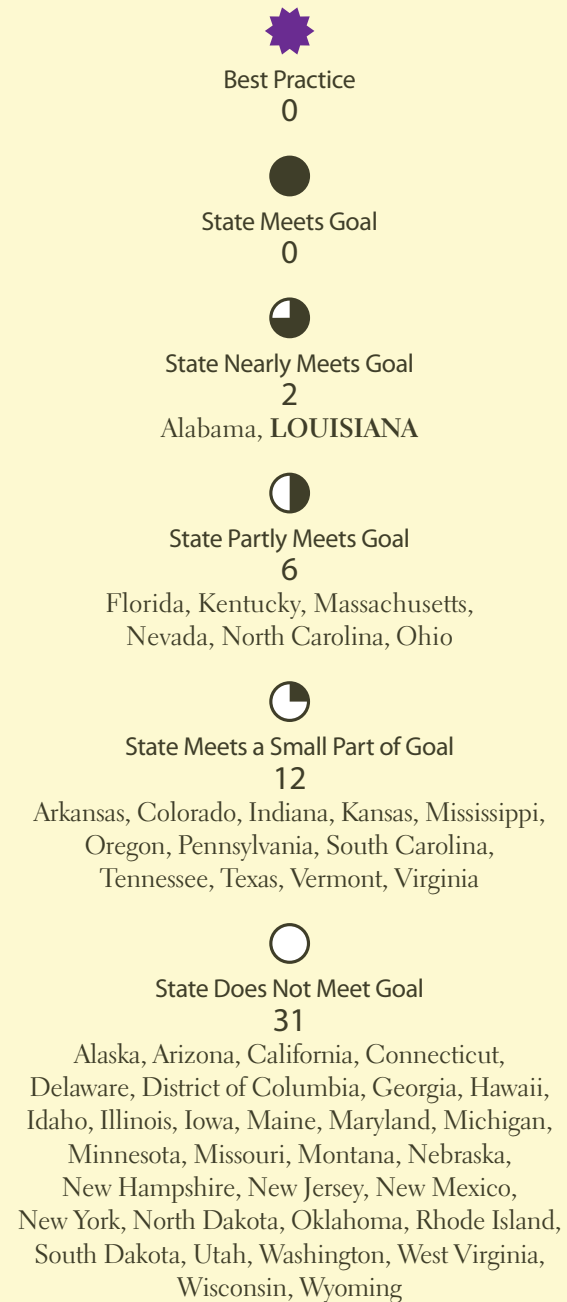 Best Practice
0
State Meets Goal
0
State Nearly Meets Goal
2
Alabama, LOUISIANA
State Partly Meets Goal
6
Florida, Kentucky, Massachusetts,
Nevada, North Carolina, Ohio
State Meets a Small Part of Goal
12
Arkansas, Colorado, Indiana, Kansas, Mississippi,
Oregon, Pennsylvania, South Carolina,
Tennessee, Texas, Vermont, Virginia
State Does Not Meet Goal
31
Alaska, Arizona, California, Connecticut,
Delaware, District of Columbia, Georgia, Hawaii,
Idaho, Illinois, Iowa, Maine, Maryland, Michigan,
Minnesota, Missouri, Montana, Nebraska,
New Hampshire, New Jersey, New Mexico,
New York, North Dakota, Oklahoma, Rhode Island,
South Dakota, Utah, Washington, West Virginia,
Wisconsin, Wyoming